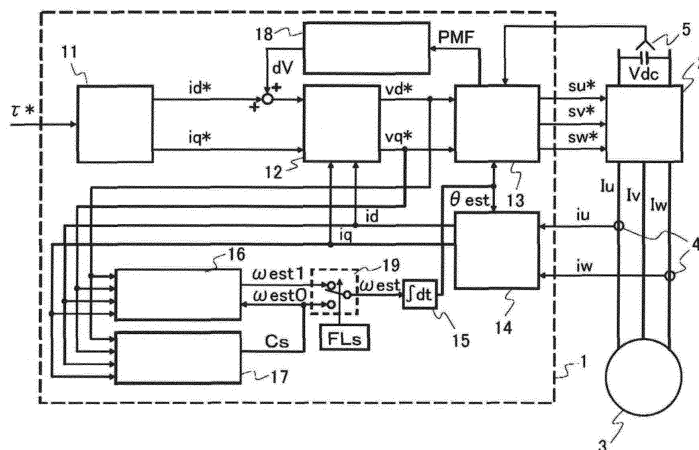 18
PMF
5
11
dV
Vdc
2
τ*
id*
+
+
vd*
su*
iq*
vq*
sv*
sw*
12
13
θest
Iu
Iv
Iw
id
iq
iu
4
16
19
ωest1
ωest
iw
ωest0
∫dt
14
15
Cs
FLs
17
1
3